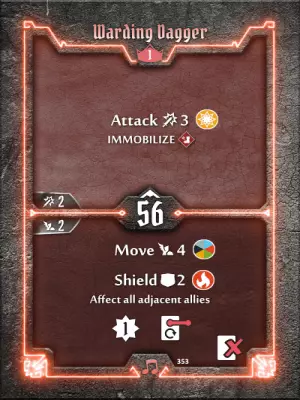 Warding Dagger
1
Attack 3
IMMOBILIZE
2
56
2
Move 4
Shield 2
Affect all adjacent allies
1
353